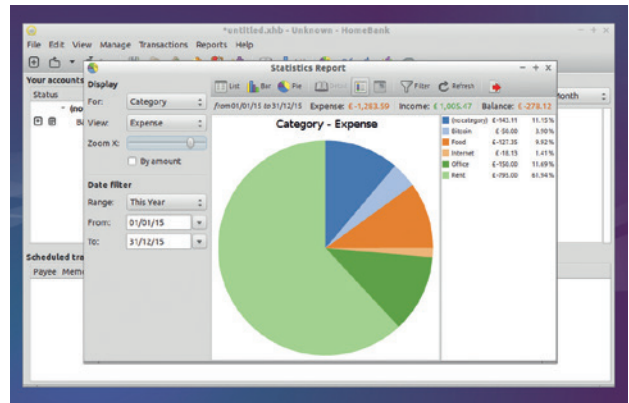 *untitled.xhb - Unknown - HomeBank
File Edit View Manage Transactions Reports Help
Statistics Report
Your accounts
Status
Display
List Bar Pie Detail Filter Refresh
For: Category
from 01/01/15 to 31/12/15 Expense: £-1,283.59 Income: £1,005.47 Balance: £-278.12
Month
View: Expense
Zoom X:
By amount
Category - Expense
(no category) £-143.11 11.15%
Bitcoin £-50.00 3.90%
Food £-127.35 9.92%
Internet £-18.13 1.41%
Office £-150.00 11.69%
Rent £-795.00 61.94%
Date filter
Range: This Year
From: 01/01/15
To: 31/12/15
Scheduled tra
Payee Memo